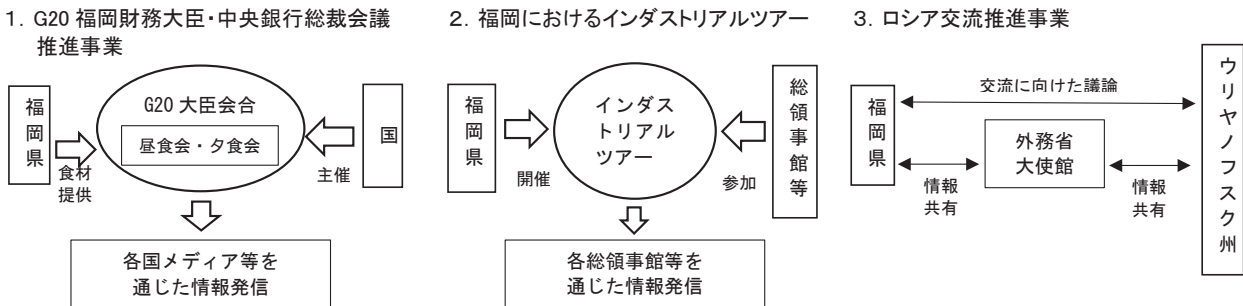 1. G20 福岡財務大臣・中央銀行総裁会議
推進事業
福岡県
食材
提供
G20 大臣会合
昼食会・夕食会
主催
国
各国メディア等を
通じた情報発信
2. 福岡におけるインダストリアルツアー
福岡県
開催
インダス
トリアル
ツアー
参加
総領事館等
各総領事館等を
通じた情報発信
3. ロシア交流推進事業
福岡県
交流に向けた議論
情報
共有
外務省
大使館
情報
共有
ウリヤノフスク州